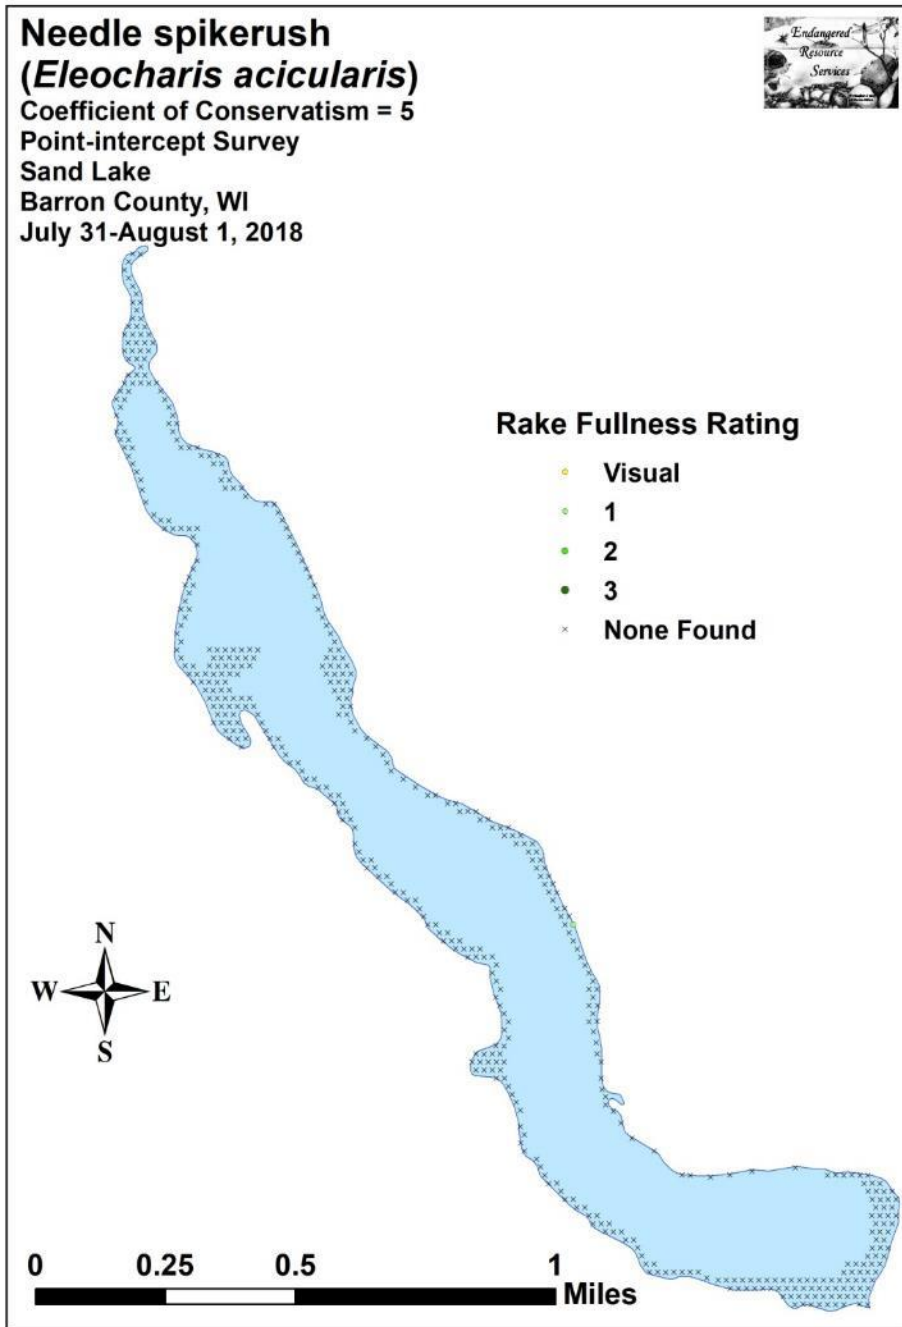 Needle spikerush
(Eleocharis acicularis)
Coefficient of Conservatism = 5
Point-intercept Survey
Sand Lake
Barron County, WI
July 31-August 1, 2018
Endangered
Resource
Services
Rake Fullness Rating
Visual
1
2
3
None Found
N
W E
S
0 0.25 0.5 1
Miles